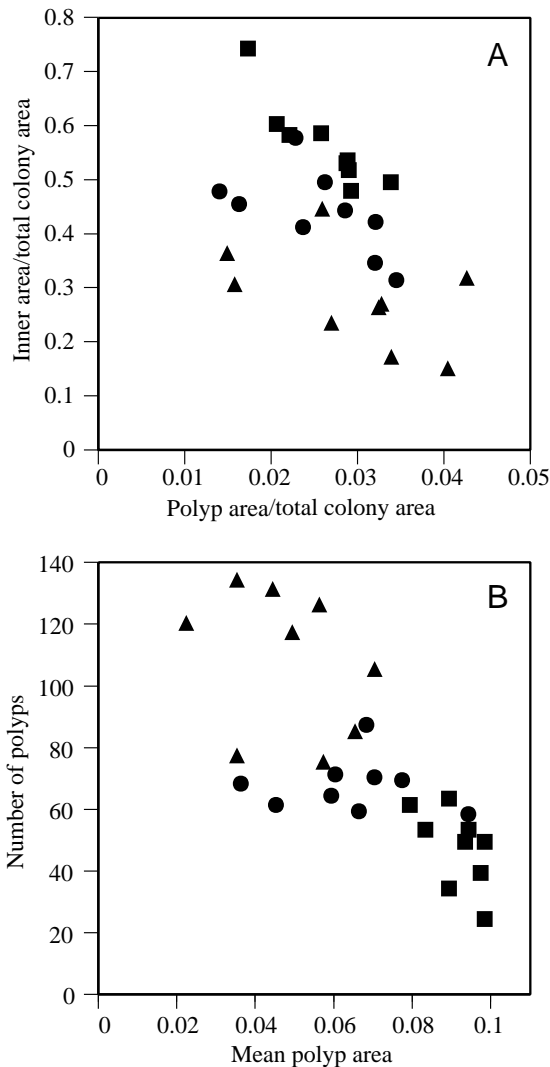 0.8
A
0.7
0.6
0.5
0.4
0.3
0.2
0.1
0
Inner area/total colony area
0 0.01 0.02 0.03 0.04 0.05
Polyp area/total colony area
140
B
120
100
80
60
40
20
0
Number of polyps
0 0.02 0.04 0.06 0.08 0.1
Mean polyp area